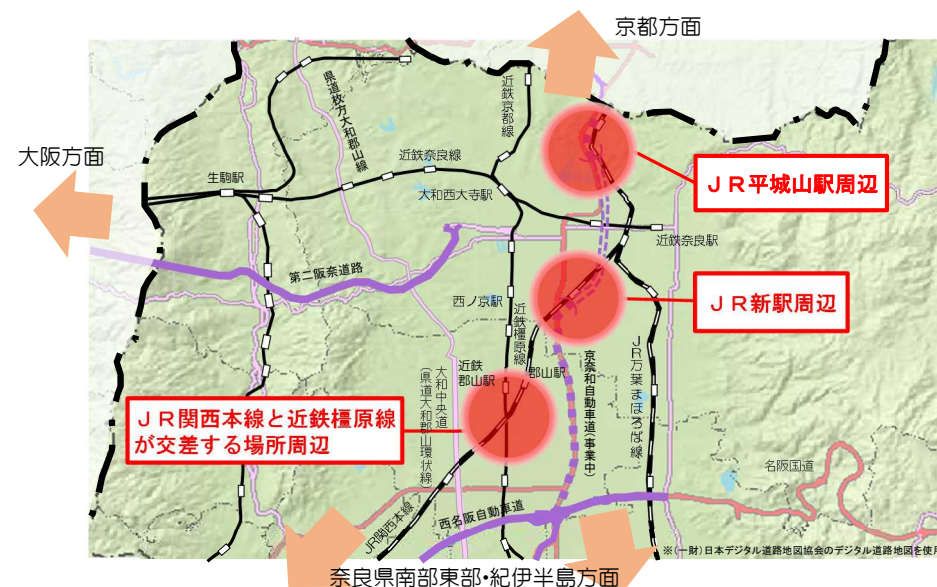 京都方面
大阪方面
県道枚方大和郡山線
近鉄京都線
近鉄奈良線
生駒駅
大和西大寺駅
ＪＲ平城山駅周辺
近鉄奈良駅
第二阪奈道路
西ノ京駅
近鉄橿原線
ＪＲ新駅周辺
近鉄
郡山駅
郡山駅
大和中央道
（県道大和郡山環状線）
京奈和自動車道（事業中）
ＪＲ万葉まほろば線
ＪＲ関西本線と近鉄橿原線
が交差する場所周辺
名阪国道
西名阪自動車道
JR関西本線
※（一財）日本デジタル道路地図協会のデジタル道路地図を使用
奈良県南部東部・紀伊半島方面